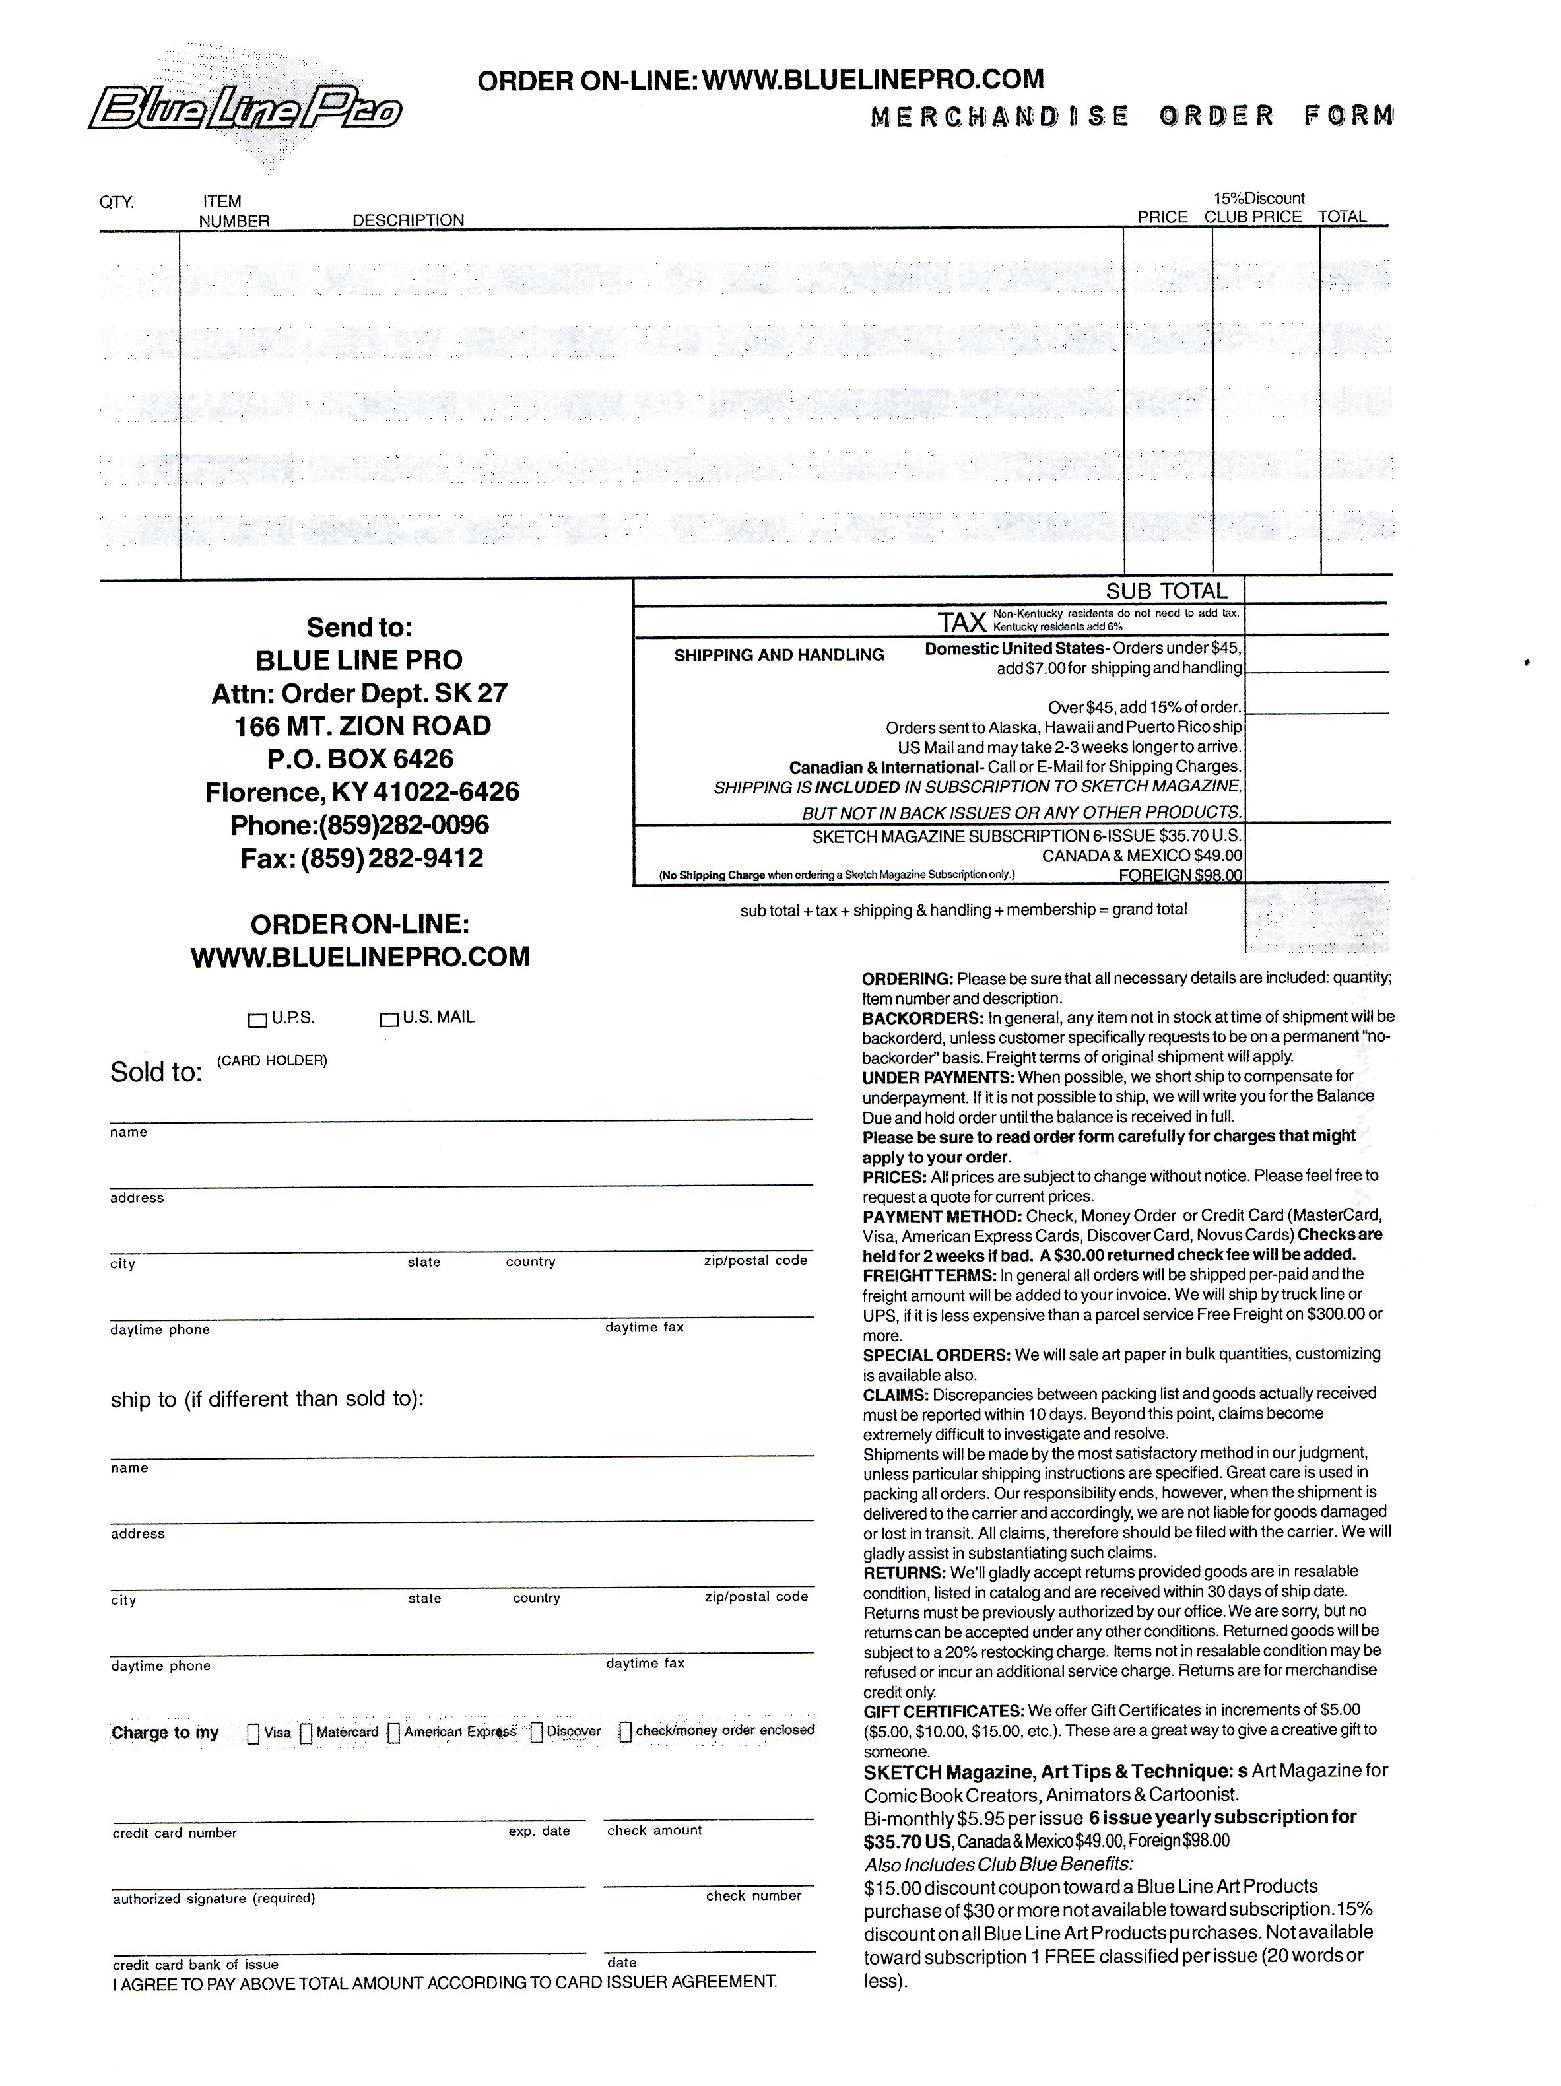 Blue Line Pro
ORDER ON-LINE: WWW.BLUELINEPRO.COM
MERCHANDISE ORDER FORM
QTY.
ITEM
NUMBER
DESCRIPTION
PRICE
15% Discount
CLUB PRICE
TOTAL
SUB TOTAL
TAX Non-Kentucky residents do not need to add tax.
Kentucky residents add 6%
SHIPPING AND HANDLING
Domestic United States- Orders under $45,
add $7.00 for shipping and handling
Over $45, add 15% of order.
Orders sent to Alaska, Hawaii and Puerto Rico ship
US Mail and may take 2-3 weeks longer to arrive.
Canadian & International- Call or E-Mail for Shipping Charges.
SHIPPING IS INCLUDED IN SUBSCRIPTION TO SKETCH MAGAZINE,
BUT NOT IN BACK ISSUES OR ANY OTHER PRODUCTS.
SKETCH MAGAZINE SUBSCRIPTION 6-ISSUE $35.70 U.S.
CANADA & MEXICO $49.00
(No Shipping Charge when ordering a Sketch Magazine Subscription only.)
FOREIGN $98.00
sub total + tax + shipping & handling + membership = grand total
Send to:
BLUE LINE PRO
Attn: Order Dept. SK 27
166 MT. ZION ROAD
P.O. BOX 6426
Florence, KY 41022-6426
Phone:(859)282-0096
Fax: (859) 282-9412
ORDER ON-LINE:
WWW.BLUELINEPRO.COM
U.P.S.
U.S. MAIL
Sold to: (CARD HOLDER)
name
address
city state country zip/postal code
daytime phone daytime fax
ship to (if different than sold to):
name
address
city state country zip/postal code
daytime phone daytime fax
Charge to my Visa Matercard American Express Discover check/money order enclosed
credit card number exp. date check amount
authorized signature (required) check number
credit card bank of issue date
I AGREE TO PAY ABOVE TOTAL AMOUNT ACCORDING TO CARD ISSUER AGREEMENT.
ORDERING: Please be sure that all necessary details are included: quantity;
Item number and description.
BACKORDERS: In general, any item not in stock at time of shipment will be
backorderd, unless customer specifically requests to be on a permanent "no-
backorder" basis. Freight terms of original shipment will apply.
UNDER PAYMENTS: When possible, we short ship to compensate for
underpayment. If it is not possible to ship, we will write you for the Balance
Due and hold order until the balance is received in full.
Please be sure to read order form carefully for charges that might
apply to your order.
PRICES: All prices are subject to change without notice. Please feel free to
request a quote for current prices.
PAYMENT METHOD: Check, Money Order or Credit Card (MasterCard,
Visa, American Express Cards, Discover Card, Novus Cards) Checks are
held for 2 weeks if bad. A $30.00 returned check fee will be added.
FREIGHT TERMS: In general all orders will be shipped per-paid and the
freight amount will be added to your invoice. We will ship by truck line or
UPS, if it is less expensive than a parcel service Free Freight on $300.00 or
more.
SPECIAL ORDERS: We will sale art paper in bulk quantities, customizing
is available also.
CLAIMS: Discrepancies between packing list and goods actually received
must be reported within 10 days. Beyond this point, claims become
extremely difficult to investigate and resolve.
Shipments will be made by the most satisfactory method in our judgment,
unless particular shipping instructions are specified. Great care is used in
packing all orders. Our responsibility ends, however, when the shipment is
delivered to the carrier and accordingly, we are not liable for goods damaged
or lost in transit. All claims, therefore should be filed with the carrier. We will
gladly assist in substantiating such claims.
RETURNS: We'll gladly accept returns provided goods are in resalable
condition, listed in catalog and are received within 30 days of ship date.
Returns must be previously authorized by our office. We are sorry, but no
returns can be accepted under any other conditions. Returned goods will be
subject to a 20% restocking charge. Items not in resalable condition may be
refused or incur an additional service charge. Returns are for merchandise
credit only.
GIFT CERTIFICATES: We offer Gift Certificates in increments of $5.00
($5.00, $10.00, $15.00, etc.). These are a great way to give a creative gift to
someone.
SKETCH Magazine, Art Tips & Technique: s Art Magazine for
Comic Book Creators, Animators & Cartoonist.
Bi-monthly $5.95 per issue 6 issue yearly subscription for
$35.70 US, Canada & Mexico $49.00, Foreign $98.00
Also Includes Club Blue Benefits:
$15.00 discount coupon toward a Blue Line Art Products
purchase of $30 or more not available toward subscription. 15%
discount on all Blue Line Art Products purchases. Not available
toward subscription 1 FREE classified per issue (20 words or
less).